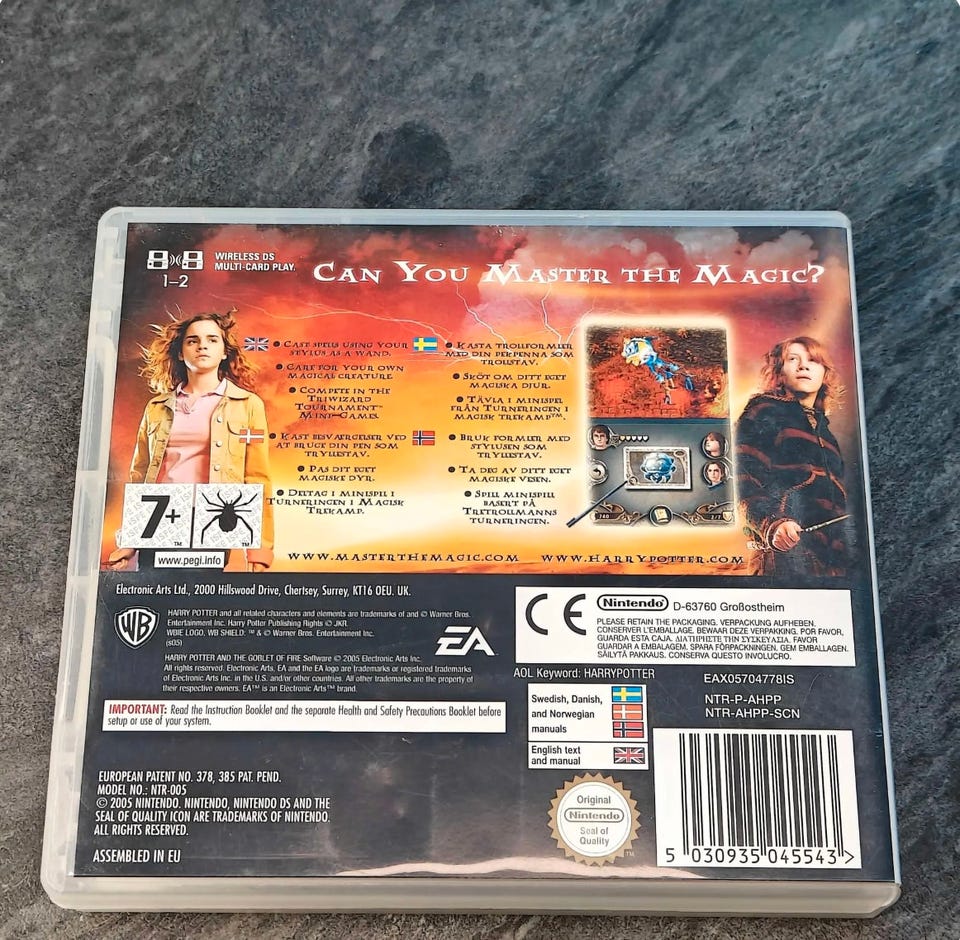 WIRELESS DS
MULTI-CARD PLAY.
1–2
CAN YOU MASTER THE MAGIC?
• CAST SPELLS USING YOUR
STYLUS AS A WAND.
• CARE FOR YOUR OWN
MAGICAL CREATURE.
• COMPETE IN THE
TRIWIZARD
TOURNAMENT™
MINI-GAMES.
• KASTA TROLLFORMLER
MED DIN PEKPENNA SOM
TROLLSTAV.
• SKÖT OM DITT EGET
MAGISKA DJUR.
• TÄVLA I MINISPEL
FRÅN TURNERINGEN I
MAGISK TREKAMP™.
• KAST BESVÆRGELSER VED
AT BRUGE DIN PEN SOM
TRYLLESTAV.
• PAS DIT EGET
MAGISKE DYR.
• DELTAG I MINISPIL I
TURNERINGEN I MAGISK
TREKAMP.
• BRUK FORMLER MED
STYLUSEN SOM
TRYLLESTAV.
• TA DEG AV DITT EGET
MAGISKE VESEN.
• SPILL MINISPILL
BASERT PÅ
TRETROLLMANNS
TURNERINGEN.
740
2/7
7+
™
™
www.pegi.info
WWW.MASTERTHEMAGIC.COM WWW.HARRYPOTTER.COM
Electronic Arts Ltd., 2000 Hillswood Drive, Chertsey, Surrey, KT16 OEU. UK.
WB
HARRY POTTER and all related characters and elements are trademarks of and © Warner Bros.
Entertainment Inc. Harry Potter Publishing Rights © JKR.
WBIE LOGO, WB SHIELD: ™ & © Warner Bros. Entertainment Inc.
(s05)
HARRY POTTER AND THE GOBLET OF FIRE Software © 2005 Electronic Arts Inc.
All rights reserved. Electronic Arts, EA and the EA logo are trademarks or registered trademarks
of Electronic Arts Inc. in the U.S. and/or other countries. All other trademarks are the property of
their respective owners. EA™ is an Electronic Arts™ brand.
EA
™
CE
Nintendo® D-63760 Großostheim
PLEASE RETAIN THE PACKAGING. VERPACKUNG AUFHEBEN.
CONSERVER L'EMBALLAGE. BEWAAR DEZE VERPAKKING. POR FAVOR,
GUARDAR ESTA CAJA. ΔΙΑΤΗΡΗΣΤΕ ΤΗΝ ΣΥΣΚΕΥΑΣΙΑ. FAVOR
GUARDAR A EMBALAGEM. SPARA FÖRPACKNINGEN. GEM EMBALLAGEN.
SÄILYTÄ PAKKAUS. CONSERVA QUESTO INVOLUCRO.
AOL Keyword: HARRYPOTTER
EAX05704778IS
NTR-P-AHPP
NTR-AHPP-SCN
Swedish, Danish,
and Norwegian
manuals
English text
and manual
IMPORTANT: Read the Instruction Booklet and the separate Health and Safety Precautions Booklet before
setup or use of your system.
EUROPEAN PATENT NO. 378, 385 PAT. PEND.
MODEL NO.: NTR-005
© 2005 NINTENDO. NINTENDO, NINTENDO DS AND THE
SEAL OF QUALITY ICON ARE TRADEMARKS OF NINTENDO.
ALL RIGHTS RESERVED.
ASSEMBLED IN EU
Original
Nintendo
Seal of
Quality
™
5 030935 045543 >